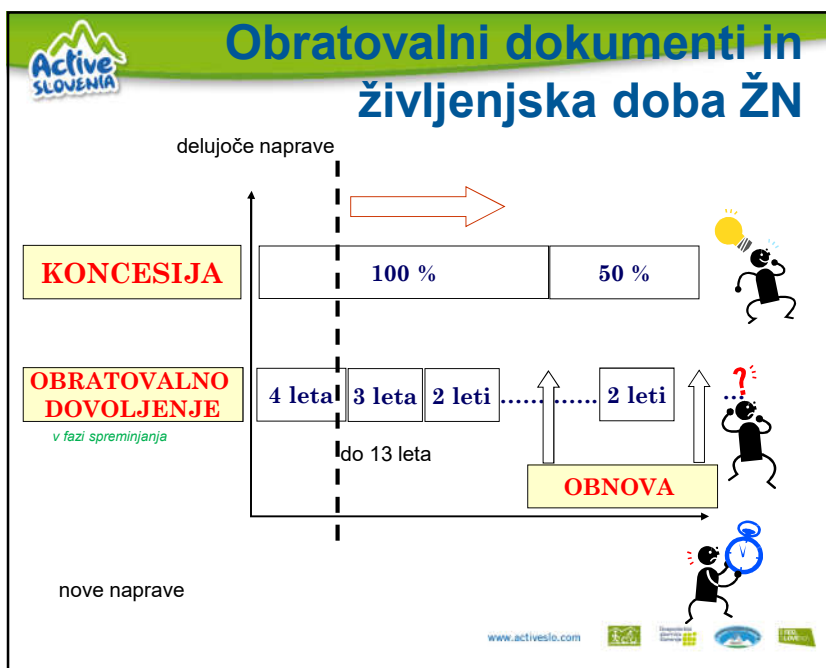 Active
SLOVENIA
Obratovalni dokumenti in
življenjska doba ŽN
delujoče naprave
KONCESIJA
100 %
50 %
OBRATOVALNO
DOVOLJENJE
4 leta
3 leta
2 leti
......
......
2 leti
...
?
v fazi spreminjanja
do 13 leta
OBNOVA
nove naprave
www.activeslo.com